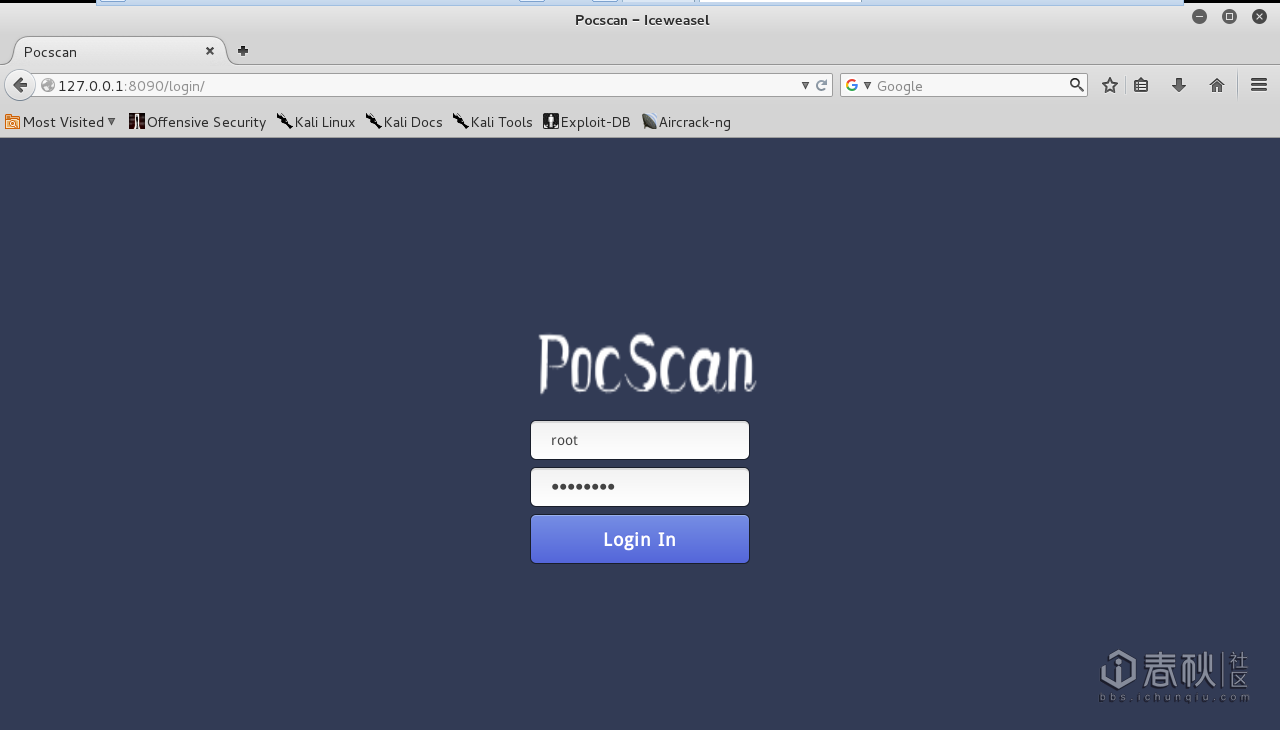 Pocscan - Iceweasel
Pocscan
127.0.0.1:8090/login/
Google
Most Visited
Offensive Security
Kali Linux
Kali Docs
Kali Tools
Exploit-DB
Aircrack-ng
PocScan
root
••••••••
Login In
春秋社区
bbs.ichunqiu.com